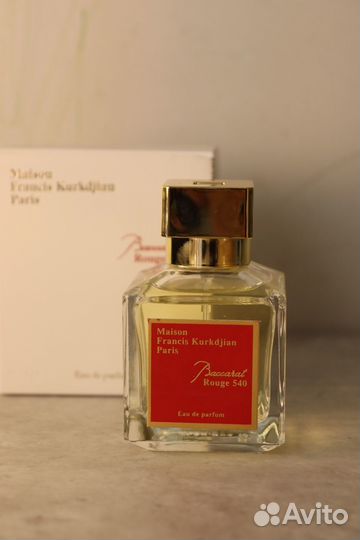 Maison
Francis Kurkdjian
Paris
Baccarat
Rouge 540
Eau de parfum
Maison
Francis Kurkdjian
Paris
Baccarat
Rouge 540
Eau de parfum
Avito